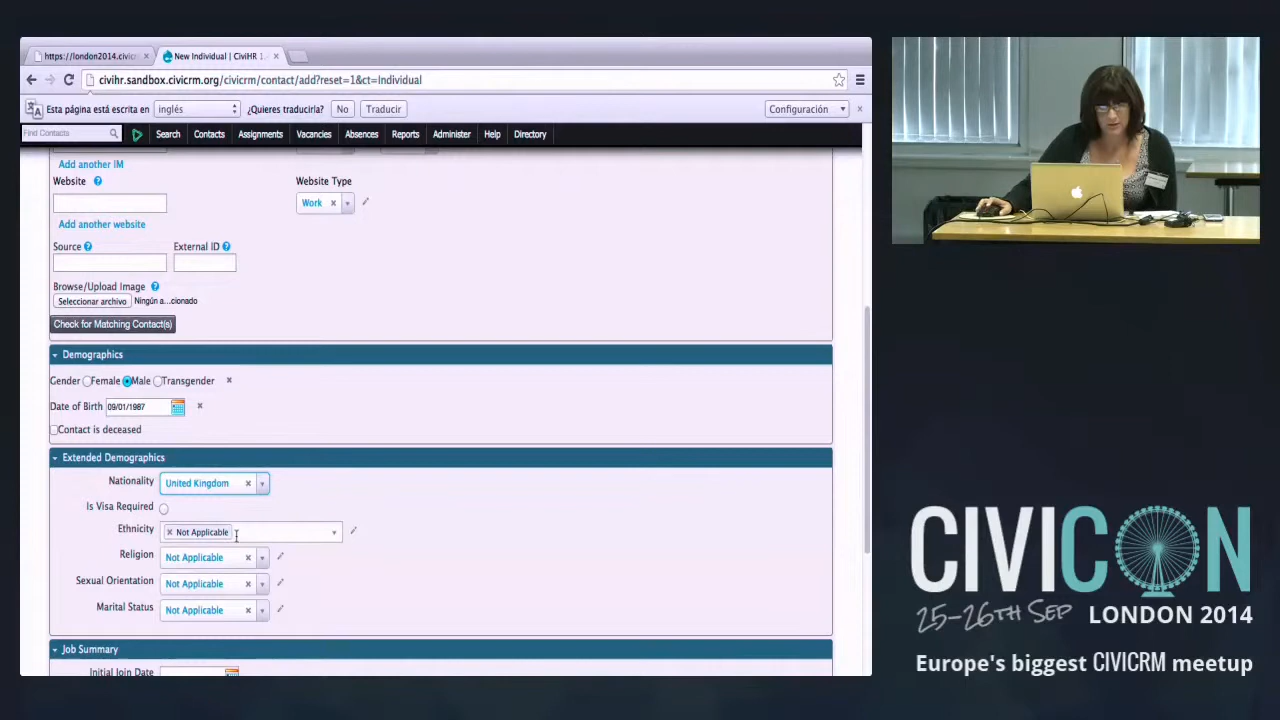 https://london2014.civicr
New Individual | CiviHR 1.
civihr.sandbox.civicrm.org/civicrm/contact/add?reset=1&ct=Individual
Esta página está escrita en inglés ¿Quieres traducirla? No Traducir Configuración
Find Contacts Search Contacts Assignments Vacancies Absences Reports Administer Help Directory
Add another IM
Website Website Type
Work
Add another website
Source External ID
Browse/Upload Image
Seleccionar archivo Ningún a...cionado
Check for Matching Contact(s)
Demographics
Gender Female Male Transgender
Date of Birth 09/01/1987
Contact is deceased
Extended Demographics
Nationality United Kingdom
Is Visa Required
Ethnicity Not Applicable
Religion Not Applicable
Sexual Orientation Not Applicable
Marital Status Not Applicable
Job Summary
Initial Join Date
CIVICON
25-26TH SEP LONDON 2014
Europe's biggest CIVICRM meetup